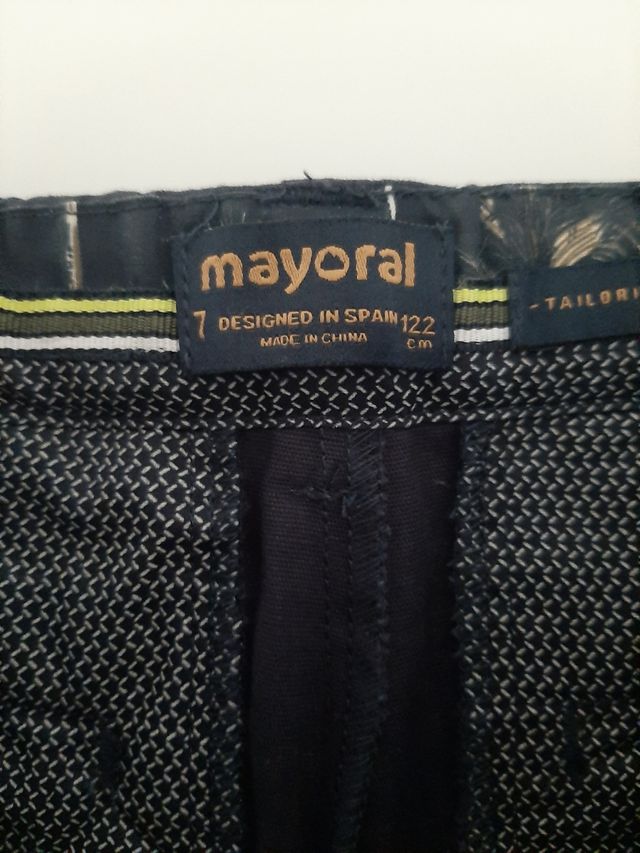 mayoral
7 DESIGNED IN SPAIN 122
MADE IN CHINA cm